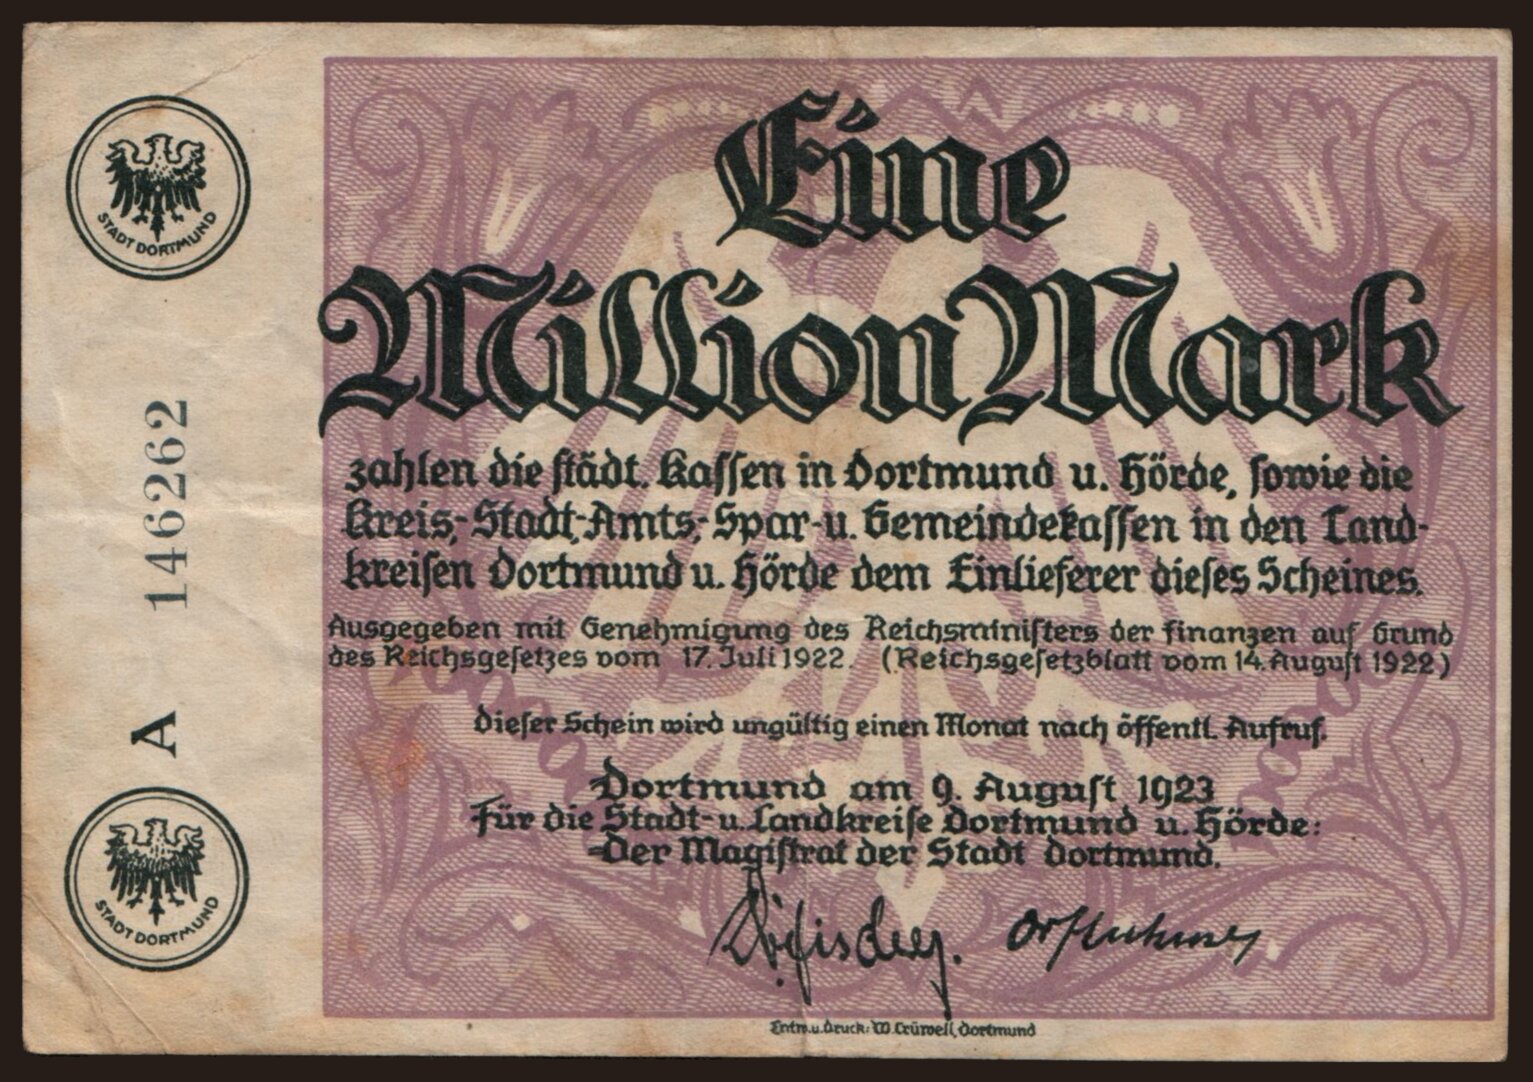 STADT DORTMUND
146262
A
STADT DORTMUND
Eine
Million Mark
zahlen die städt. Kassen in Dortmund u. Hörde, sowie die
Kreis-, Stadt-, Amts-, Spar- u. Gemeindekassen in den Land-
kreisen Dortmund u. Hörde dem Einlieferer dieses Scheines.
Ausgegeben mit Genehmigung des Reichsministers der Finanzen auf Grund
des Reichsgesetzes vom 17. Juli 1922. (Reichsgesetzblatt vom 14. August 1922)
Dieser Schein wird ungültig einen Monat nach öffentl. Aufruf.
Dortmund am 9. August 1923
Für die Stadt- u. Landkreise Dortmund u. Hörde:
Der Magistrat der Stadt Dortmund.
Entw. u. Druck: W. Crüwell, Dortmund